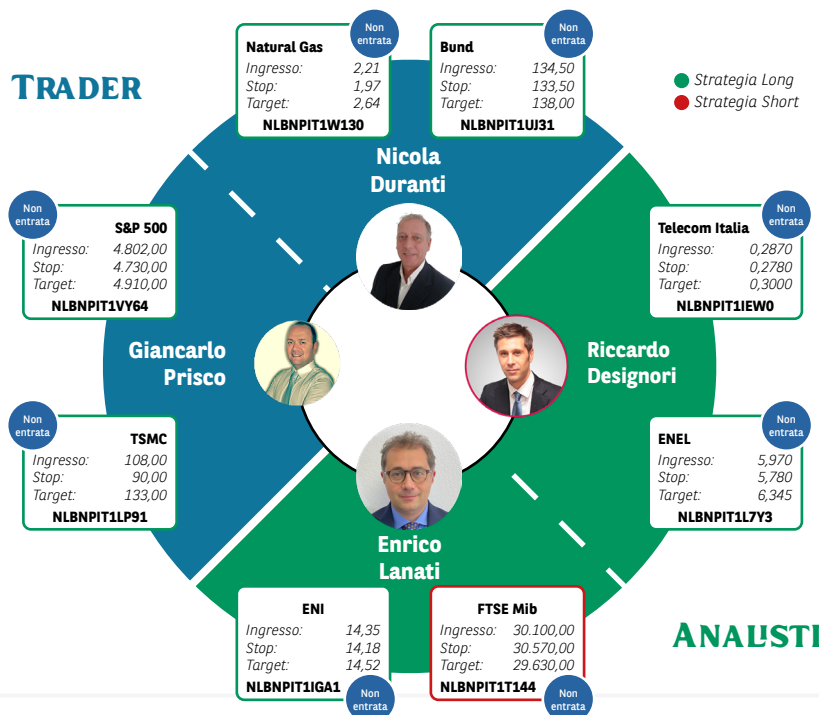 TRADER
Non
entrata
Natural Gas
Ingresso: 2,21
Stop: 1,97
Target: 2,64
NLBNPIT1W130
Non
entrata
Bund
Ingresso: 134,50
Stop: 133,50
Target: 138,00
NLBNPIT1UJ31
Strategia Long
Strategia Short
Nicola
Duranti
Non
entrata
S&P 500
Ingresso: 4.802,00
Stop: 4.730,00
Target: 4.910,00
NLBNPIT1VY64
Non
entrata
Telecom Italia
Ingresso: 0,2870
Stop: 0,2780
Target: 0,3000
NLBNPIT1IEW0
Giancarlo
Prisco
Riccardo
Designori
Non
entrata
TSMC
Ingresso: 108,00
Stop: 90,00
Target: 133,00
NLBNPIT1LP91
Non
entrata
ENEL
Ingresso: 5,970
Stop: 5,780
Target: 6,345
NLBNPIT1L7Y3
Enrico
Lanati
ENI
Ingresso: 14,35
Stop: 14,18
Target: 14,52
NLBNPIT1IGA1
Non
entrata
FTSE Mib
Ingresso: 30.100,00
Stop: 30.570,00
Target: 29.630,00
NLBNPIT1T144
Non
entrata
ANALISTI